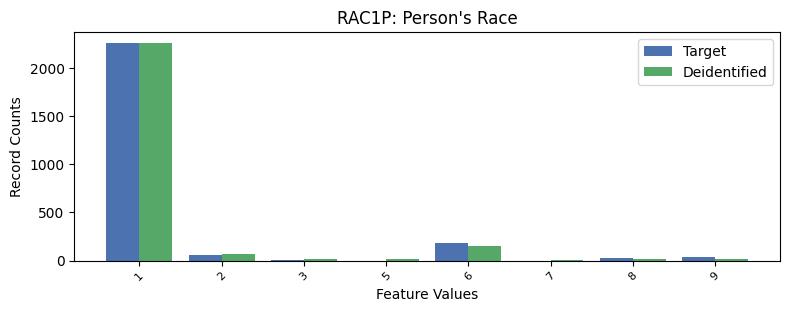 RAC1P: Person's Race
Target
Deidentified
Record Counts
2000
1500
1000
500
0
1 2 3 5 6 7 8 9
Feature Values